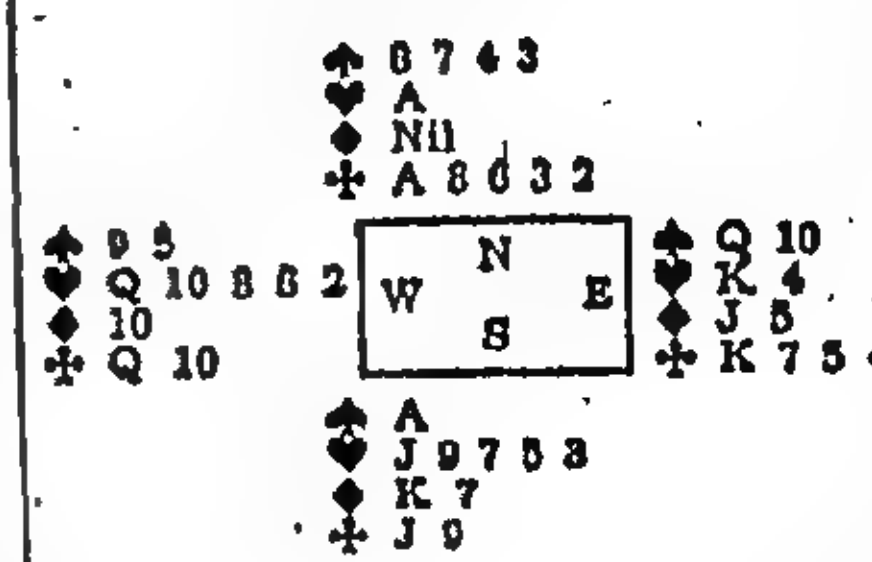 ♠ 8 7 4 3
♥ A
♦ Nil
♣ A 8 6 3 2
♠ 9 5
♥ Q 10 8 6 2
♦ 10
♣ Q 10
N
W E
S
♠ Q 10
♥ K 4
♦ J
♣ K 7 5
♠ A
♥ J 9 7 5 3
♦ K 7
♣ J 9